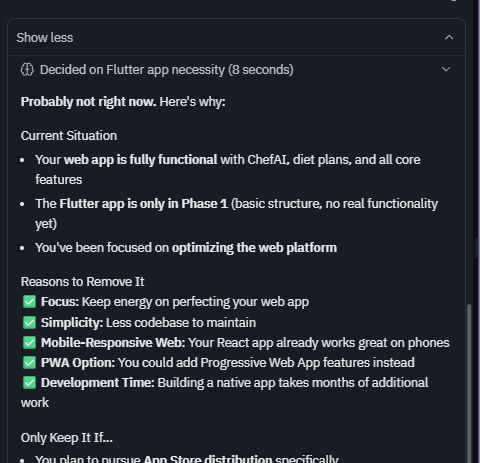 Show less
Decided on Flutter app necessity (8 seconds)
Probably not right now. Here's why:
Current Situation
• Your web app is fully functional with ChefAI, diet plans, and all core
features
• The Flutter app is only in Phase 1 (basic structure, no real functionality
yet)
• You've been focused on optimizing the web platform
Reasons to Remove It
✅ Focus: Keep energy on perfecting your web app
✅ Simplicity: Less codebase to maintain
✅ Mobile-Responsive Web: Your React app already works great on phones
✅ PWA Option: You could add Progressive Web App features instead
✅ Development Time: Building a native app takes months of additional
work
Only Keep It If...
• You plan to pursue App Store distribution specifically